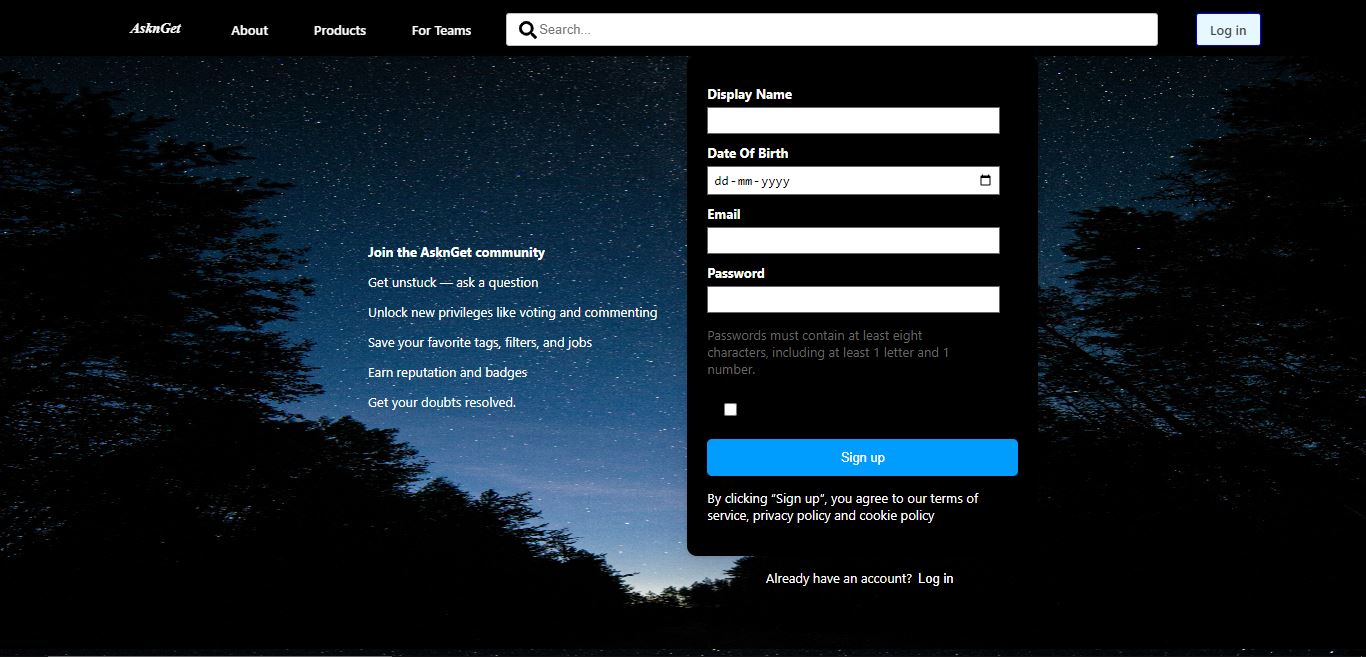 AsknGet
About
Products
For Teams
Search...
Log in
Join the AsknGet community
Get unstuck — ask a question
Unlock new privileges like voting and commenting
Save your favorite tags, filters, and jobs
Earn reputation and badges
Get your doubts resolved.
Display Name
Date Of Birth
dd-mm-yyyy
Email
Password
Passwords must contain at least eight
characters, including at least 1 letter and 1
number.
Sign up
By clicking “Sign up”, you agree to our terms of
service, privacy policy and cookie policy
Already have an account? Log in